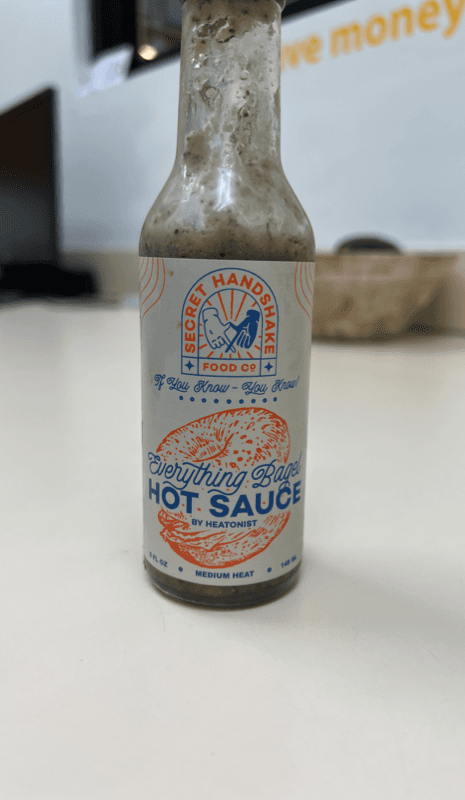 ve money
SECRET HANDSHAKE
FOOD CO
If You Know - You Know!
Everything Bagel
HOT SAUCE
BY HEATONIST
5 FL OZ • MEDIUM HEAT • 148 ML